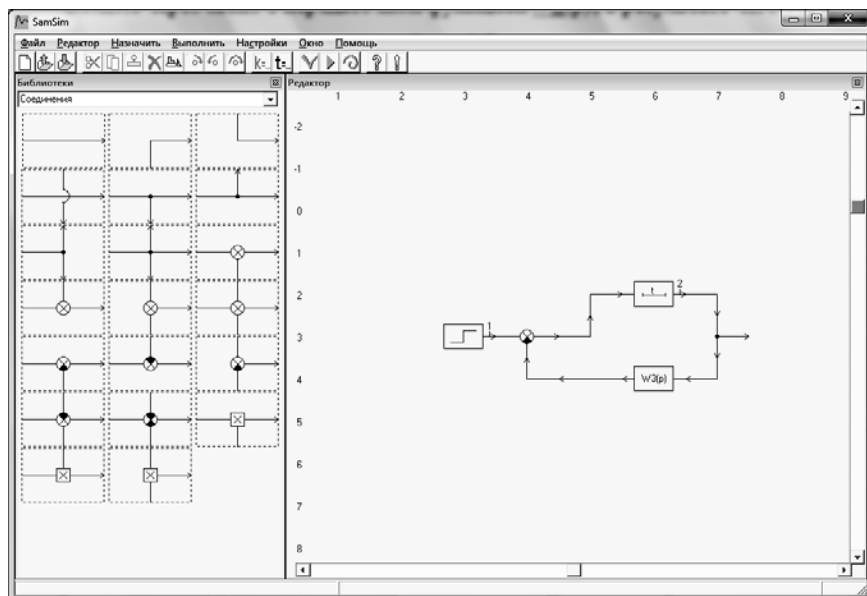 SamSim
Файл Редактор Назначить Выполнить Настройки Окно Помощь
k=.. t=..
Библиотеки
Соединения
Редактор
1 2 3 4 5 6 7 8 9
-2
-1
0
1
2
3
4
5
6
7
8
t
2
1
W3(p)